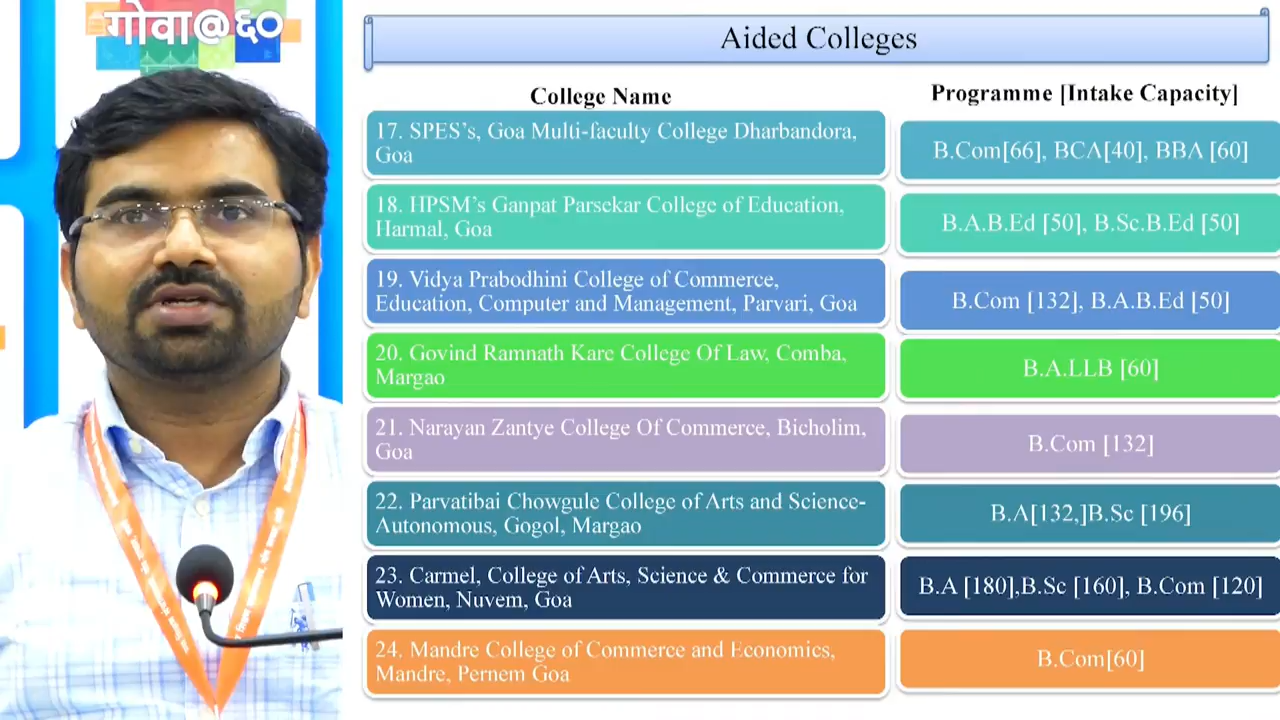 गोवा@६०
Aided Colleges
College Name
Programme [Intake Capacity]
17. SPES's, Goa Multi-faculty College Dharbandora,
Goa
B.Com[66], BCA[40], BBA [60]
18. HPSM's Ganpat Parsekar College of Education,
Harmal, Goa
B.A.B.Ed [50], B.Sc.B.Ed [50]
19. Vidya Prabodhini College of Commerce,
Education, Computer and Management, Parvari, Goa
B.Com [132], B.A.B.Ed [50]
20. Govind Ramnath Kare College Of Law, Comba,
Margao
B.A.LLB [60]
21. Narayan Zantye College Of Commerce, Bicholim,
Goa
B.Com [132]
22. Parvatibai Chowgule College of Arts and Science-
Autonomous, Gogol, Margao
B.A[132,]B.Sc [196]
23. Carmel, College of Arts, Science & Commerce for
Women, Nuvem, Goa
B.A [180],B.Sc [160], B.Com [120]
24. Mandre College of Commerce and Economics,
Mandre, Pernem Goa
B.Com[60]